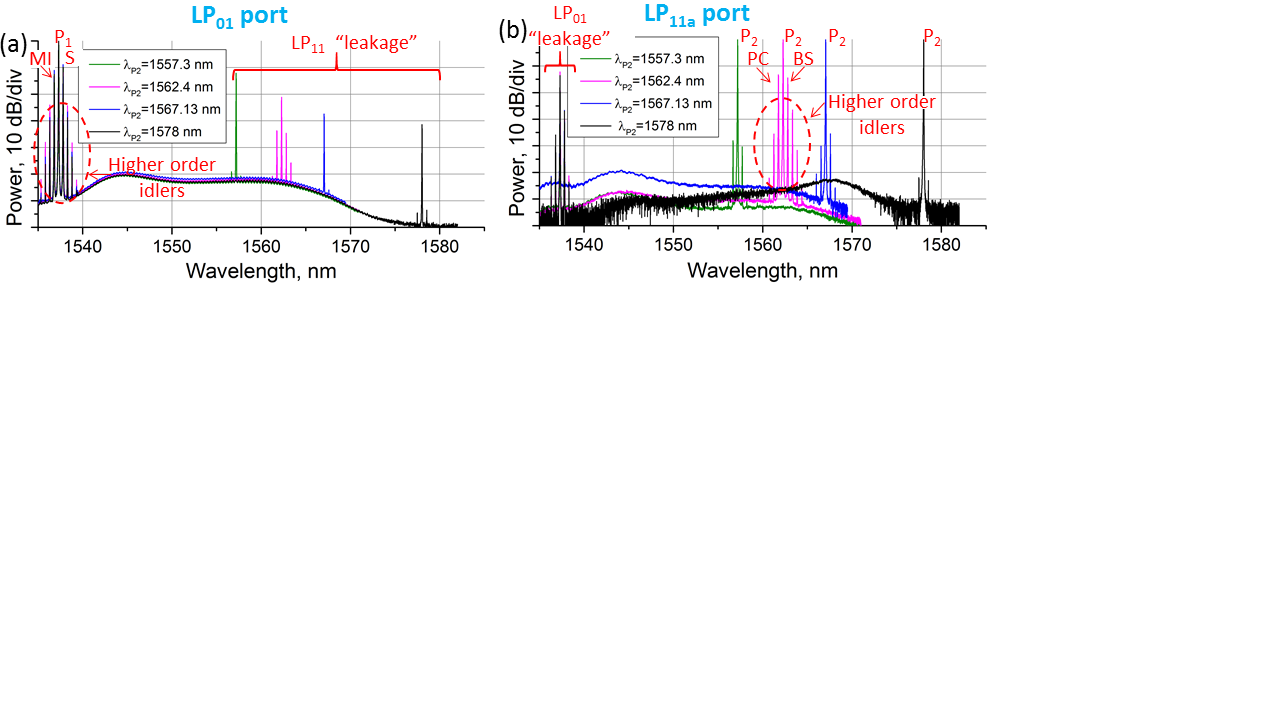 LP01 port
(a)
P1
MI
S
LP11 “leakage”
λP2=1557.3 nm
λP2=1562.4 nm
λP2=1567.13 nm
λP2=1578 nm
Higher order
idlers
Power, 10 dB/div
1540 1550 1560 1570 1580
Wavelength, nm
LP11a port
(b)
LP01
“leakage”
P2 P2 P2 P2
PC BS
λP2=1557.3 nm
λP2=1562.4 nm
λP2=1567.13 nm
λP2=1578 nm
Higher order
idlers
Power, 10 dB/div
1540 1550 1560 1570 1580
Wavelength, nm